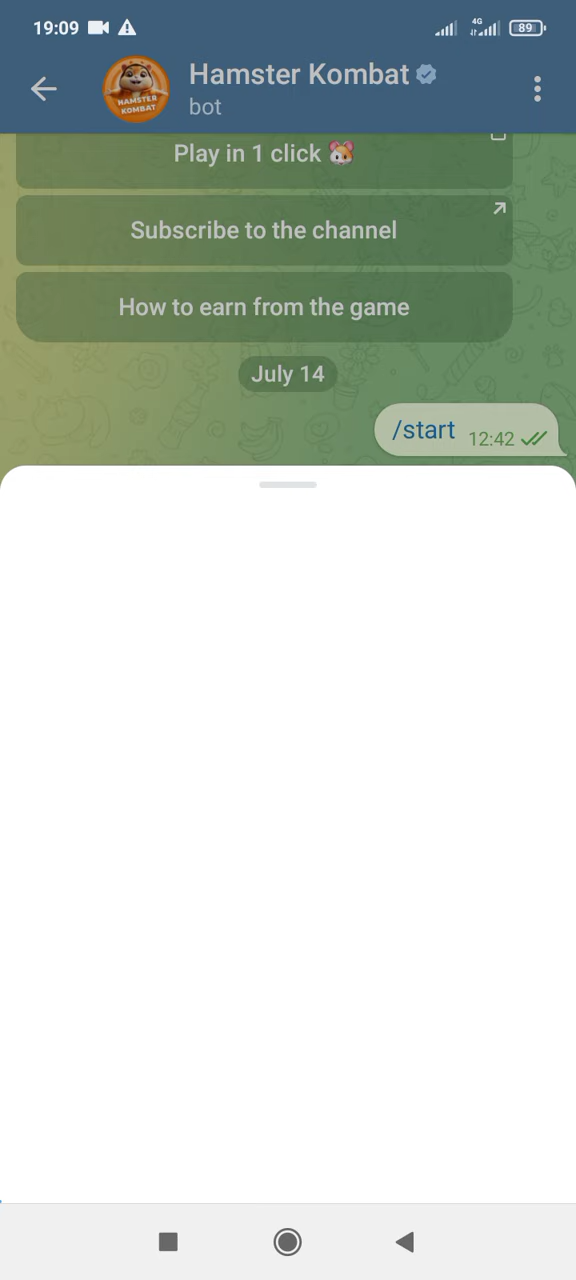 19:09
4G
89
HAMSTER
KOMBAT
Hamster Kombat
bot
Play in 1 click
Subscribe to the channel
How to earn from the game
July 14
/start 12:42